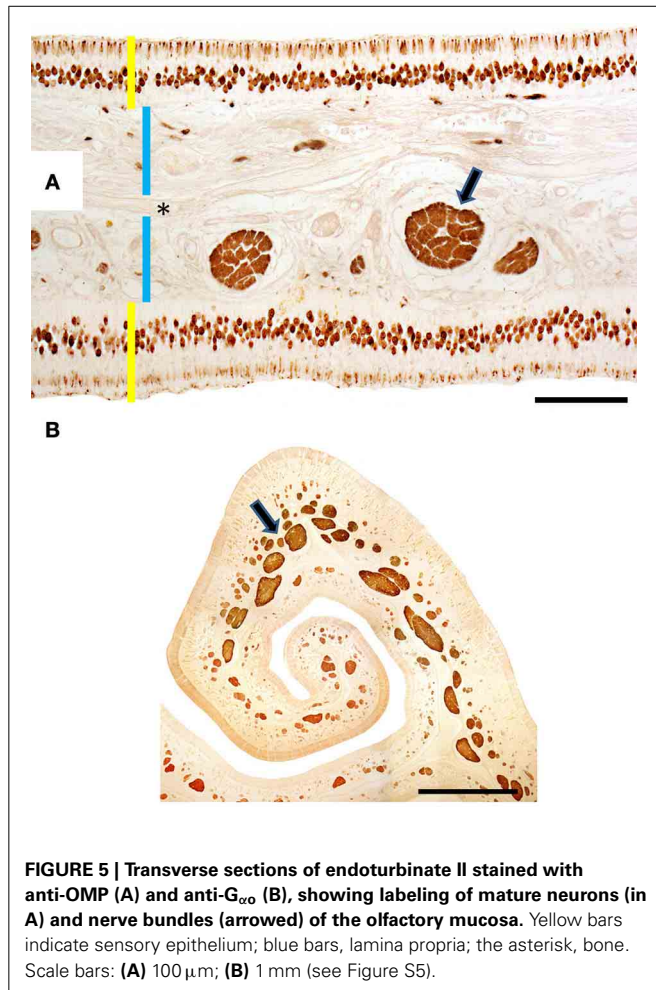 A
*
B
FIGURE 5 | Transverse sections of endoturbinate II stained with
anti-OMP (A) and anti-Gαo (B), showing labeling of mature neurons (in
A) and nerve bundles (arrowed) of the olfactory mucosa. Yellow bars
indicate sensory epithelium; blue bars, lamina propria; the asterisk, bone.
Scale bars: (A) 100 μm; (B) 1 mm (see Figure S5).